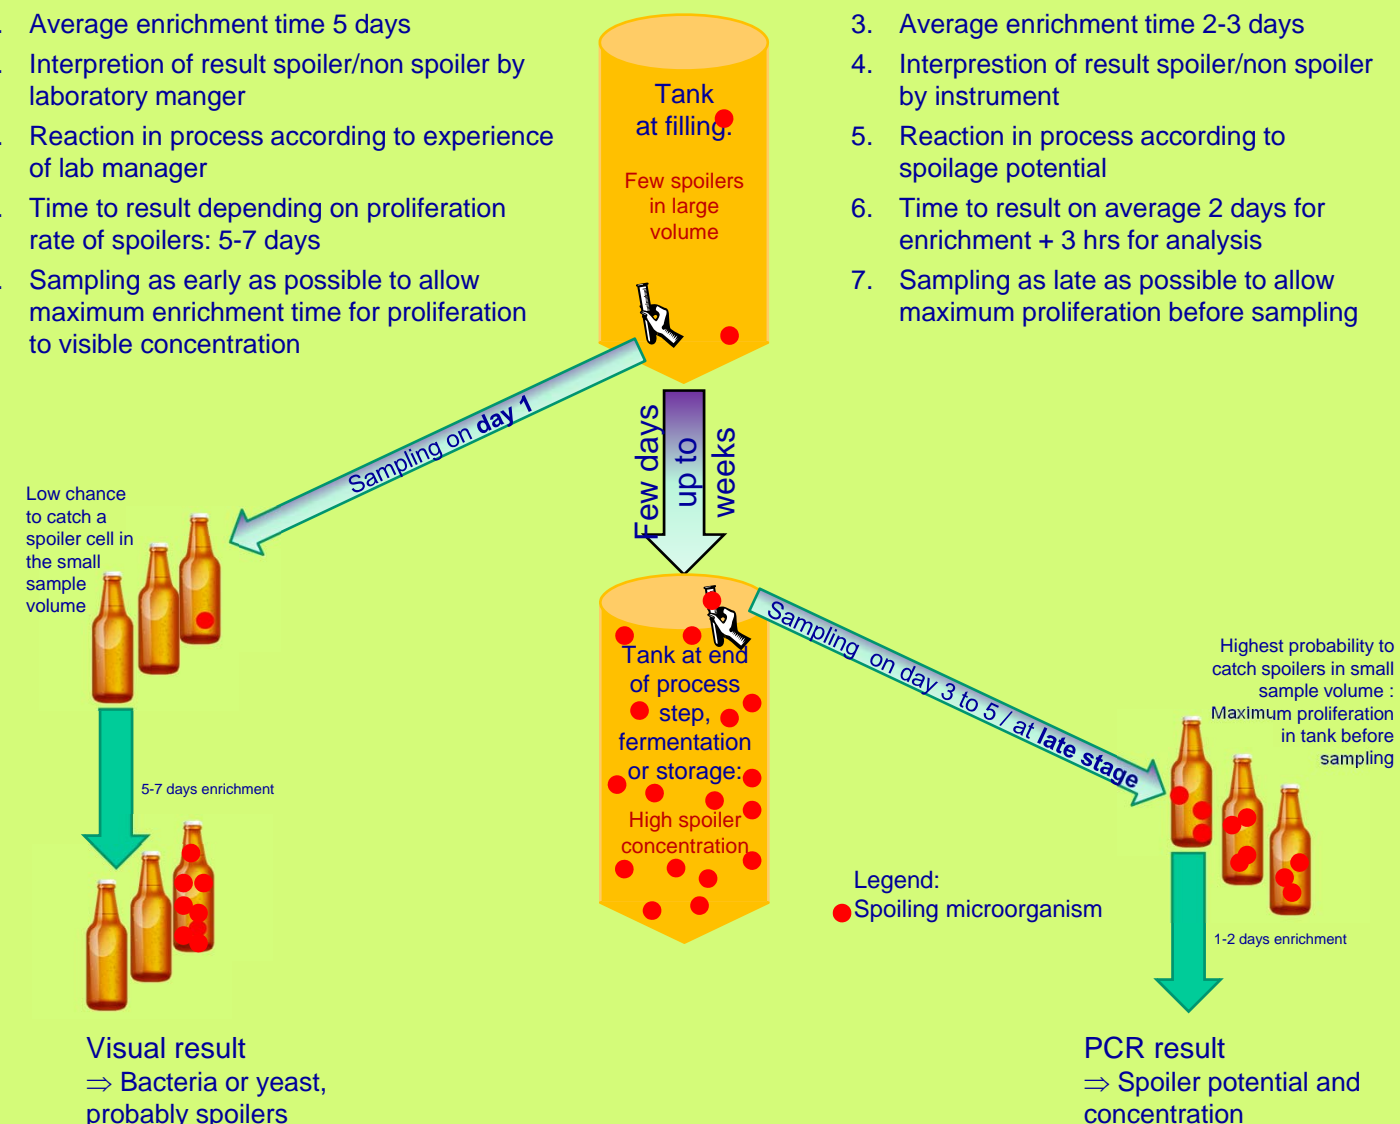 . Average enrichment time 5 days
. Interpretion of result spoiler/non spoiler by
laboratory manger
. Reaction in process according to experience
of lab manager
. Time to result depending on proliferation
rate of spoilers: 5-7 days
. Sampling as early as possible to allow
maximum enrichment time for proliferation
to visible concentration
Tank
at filling:
Few spoilers
in large
volume
3. Average enrichment time 2-3 days
4. Interprestion of result spoiler/non spoiler
by instrument
5. Reaction in process according to
spoilage potential
6. Time to result on average 2 days for
enrichment + 3 hrs for analysis
7. Sampling as late as possible to allow
maximum proliferation before sampling
Sampling on day 1
Few days
up to
weeks
Low chance
to catch a
spoiler cell in
the small
sample
volume
5-7 days enrichment
Visual result
⇒ Bacteria or yeast,
probably spoilers
Tank at end
of process
step,
fermentation
or storage:
High spoiler
concentration
Sampling on day 3 to 5 / at late stage
Highest probability to
catch spoilers in small
sample volume :
Maximum proliferation
in tank before
sampling
Legend:
Spoiling microorganism
1-2 days enrichment
PCR result
⇒ Spoiler potential and
concentration